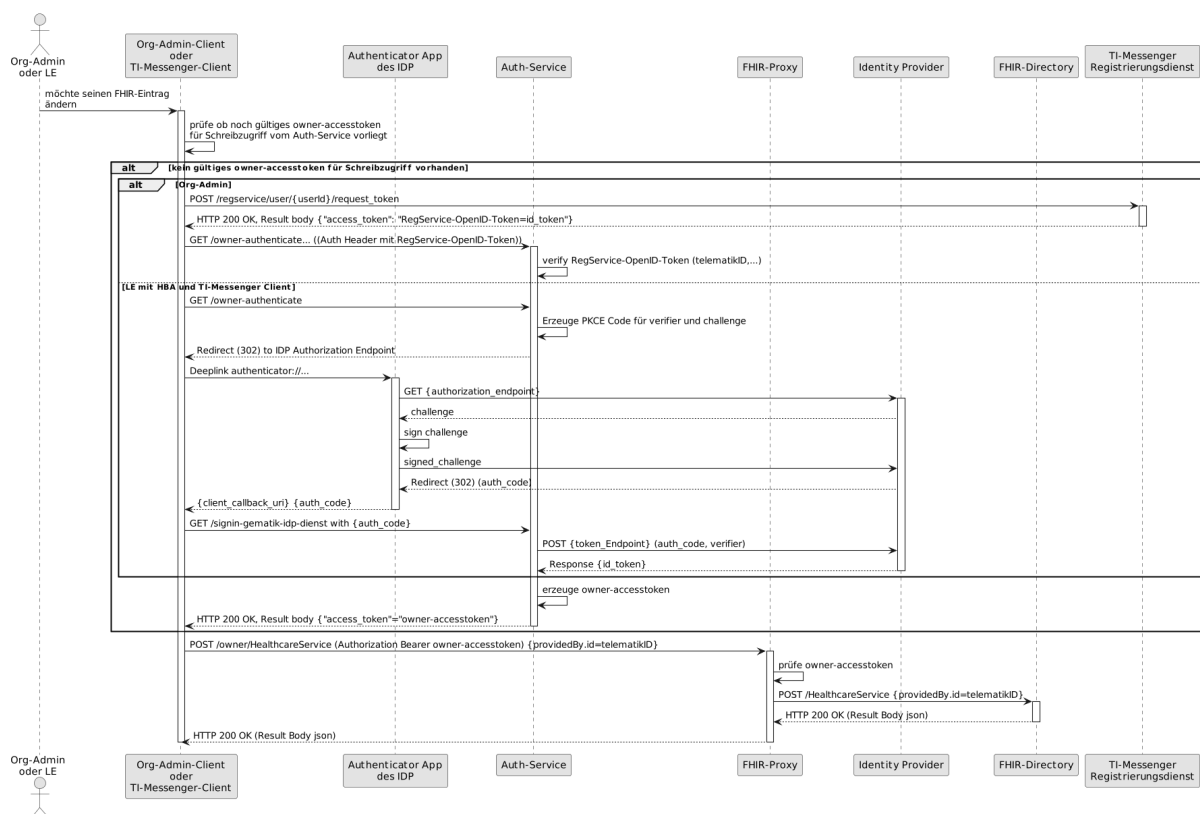 Org-Admin
oder LE
Org-Admin-Client
oder
TI-Messenger-Client
Authenticator App
des IDP
Auth-Service
FHIR-Proxy
Identity Provider
FHIR-Directory
TI-Messenger
Registrierungsdienst
möchte seinen FHIR-Eintrag
ändern
prüfe ob noch gültiges owner-accesstoken
für Schreibzugriff vom Auth-Service vorliegt
alt [kein gültiges owner-accesstoken für Schreibzugriff vorhanden]
alt [Org-Admin]
POST /regservice/user/{userId}/request_token
HTTP 200 OK, Result body {"access_token": "RegService-OpenID-Token=id_token"}
GET /owner-authenticate... ((Auth Header mit RegService-OpenID-Token))
verify RegService-OpenID-Token (telematikID,...)
[LE mit HBA und TI-Messenger Client]
GET /owner-authenticate
Erzeuge PKCE Code für verifier und challenge
Redirect (302) to IDP Authorization Endpoint
Deeplink authenticator://...
GET {authorization_endpoint}
challenge
sign challenge
signed_challenge
Redirect (302) (auth_code)
{client_callback_uri} {auth_code}
GET /signin-gematik-idp-dienst with {auth_code}
POST {token_Endpoint} (auth_code, verifier)
Response {id_token}
erzeuge owner-accesstoken
HTTP 200 OK, Result body {"access_token"="owner-accesstoken"}
POST /owner/HealthcareService (Authorization Bearer owner-accesstoken) {providedBy.id=telematikID}
prüfe owner-accesstoken
POST /HealthcareService {providedBy.id=telematikID}
HTTP 200 OK (Result Body json)
HTTP 200 OK (Result Body json)
Org-Admin
oder LE
Org-Admin-Client
oder
TI-Messenger-Client
Authenticator App
des IDP
Auth-Service
FHIR-Proxy
Identity Provider
FHIR-Directory
TI-Messenger
Registrierungsdienst